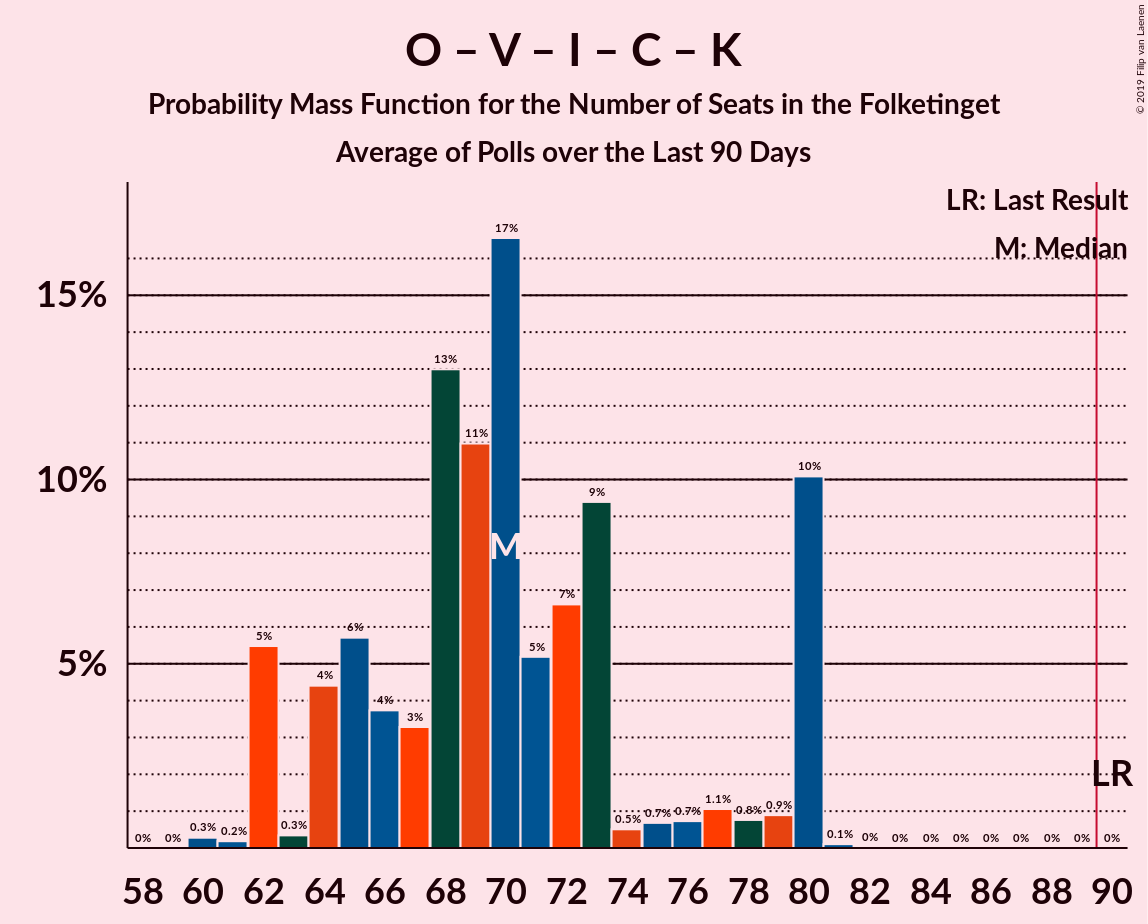 O – V – I – C – K
Probability Mass Function for the Number of Seats in the Folketinget
Average of Polls over the Last 90 Days
© 2019 Filip van Laenen
LR: Last Result
M: Median
15%
10%
5%
0% 0% 0.3% 0.2% 5% 0.3% 4% 6% 4% 3% 13% 11% 17% 5% 7% 9% 0.5% 0.7% 0.7% 1.1% 0.8% 0.9% 10% 0.1% 0% 0% 0% 0% 0% 0% 0% 0% 0%
M
LR
58 60 62 64 66 68 70 72 74 76 78 80 82 84 86 88 90